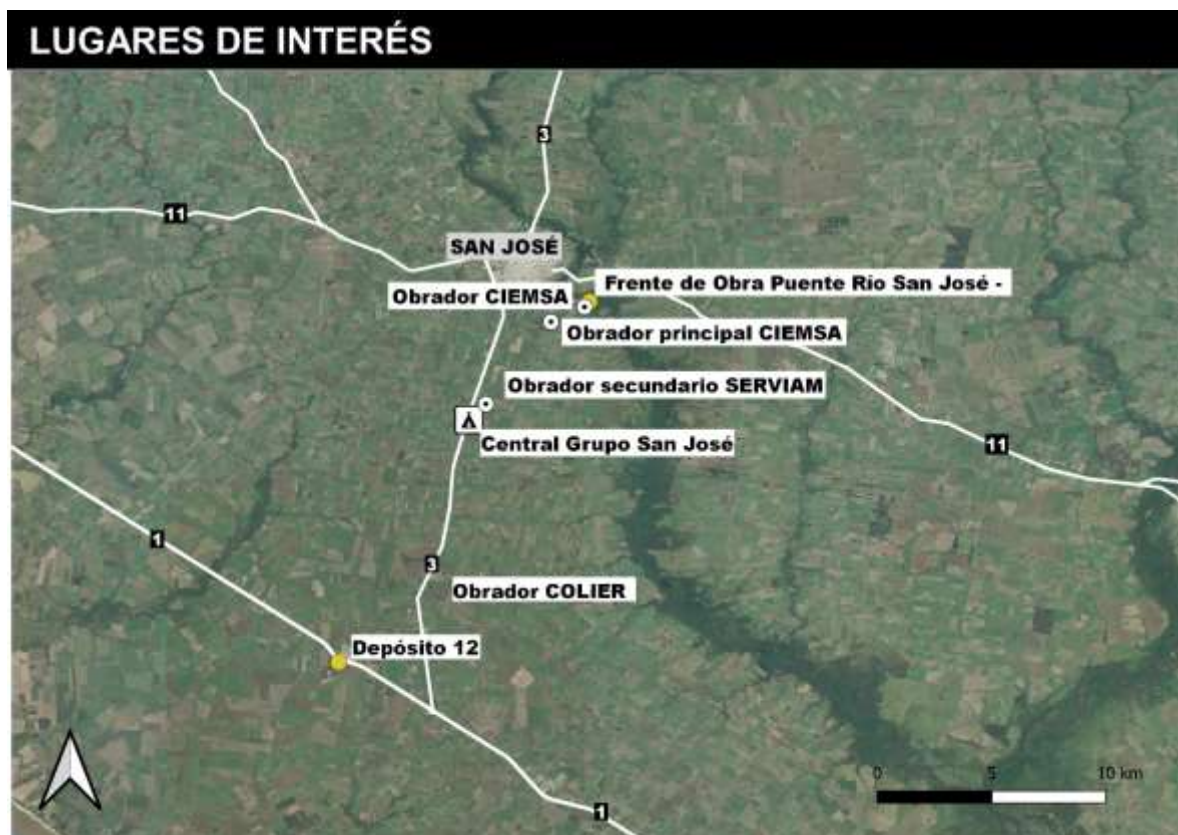 LUGARES DE INTERÉS
3
11
SAN JOSÉ
Frente de Obra Puente Río San José -
Obrador CIEMSA
Obrador principal CIEMSA
Obrador secundario SERVIAM
Central Grupo San José
11
1
3
Obrador COLIER
Depósito 12
0 5 10 km
1